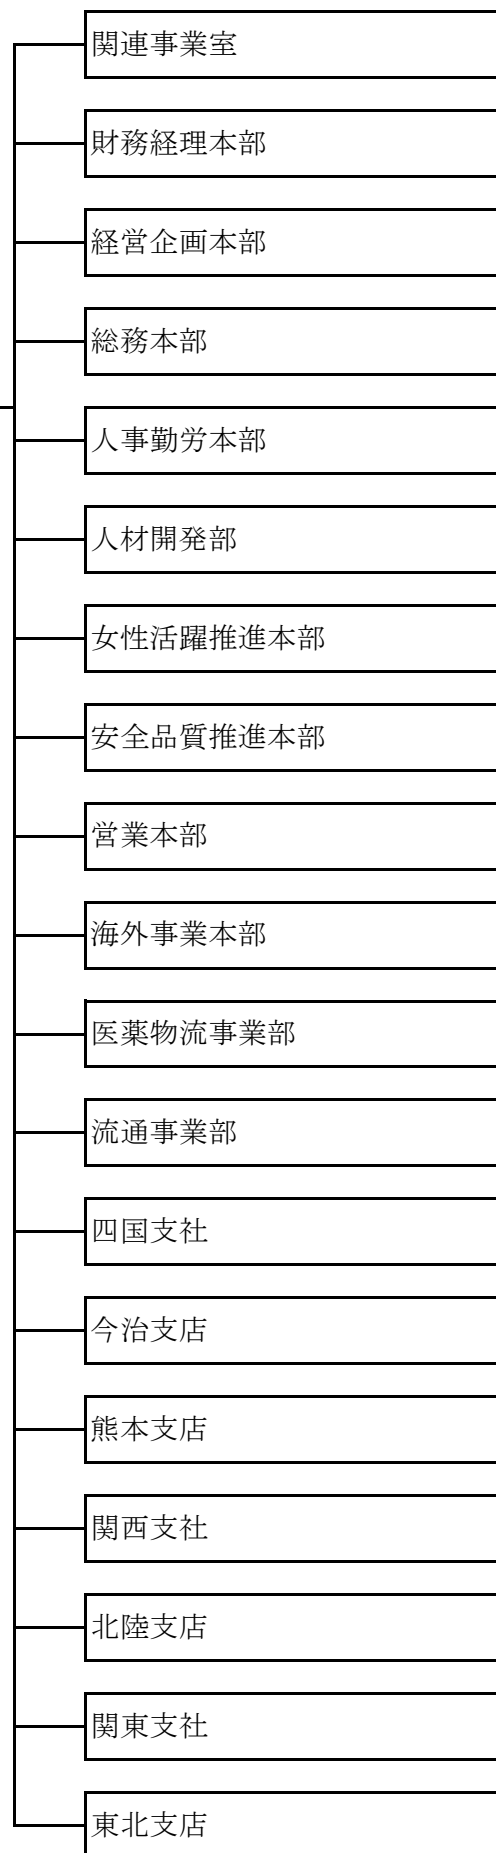 関連事業室
財務経理本部
経営企画本部
総務本部
人事勤労本部
人材開発部
女性活躍推進本部
安全品質推進本部
営業本部
海外事業本部
医薬物流事業部
流通事業部
四国支社
今治支店
熊本支店
関西支社
北陸支店
関東支社
東北支店